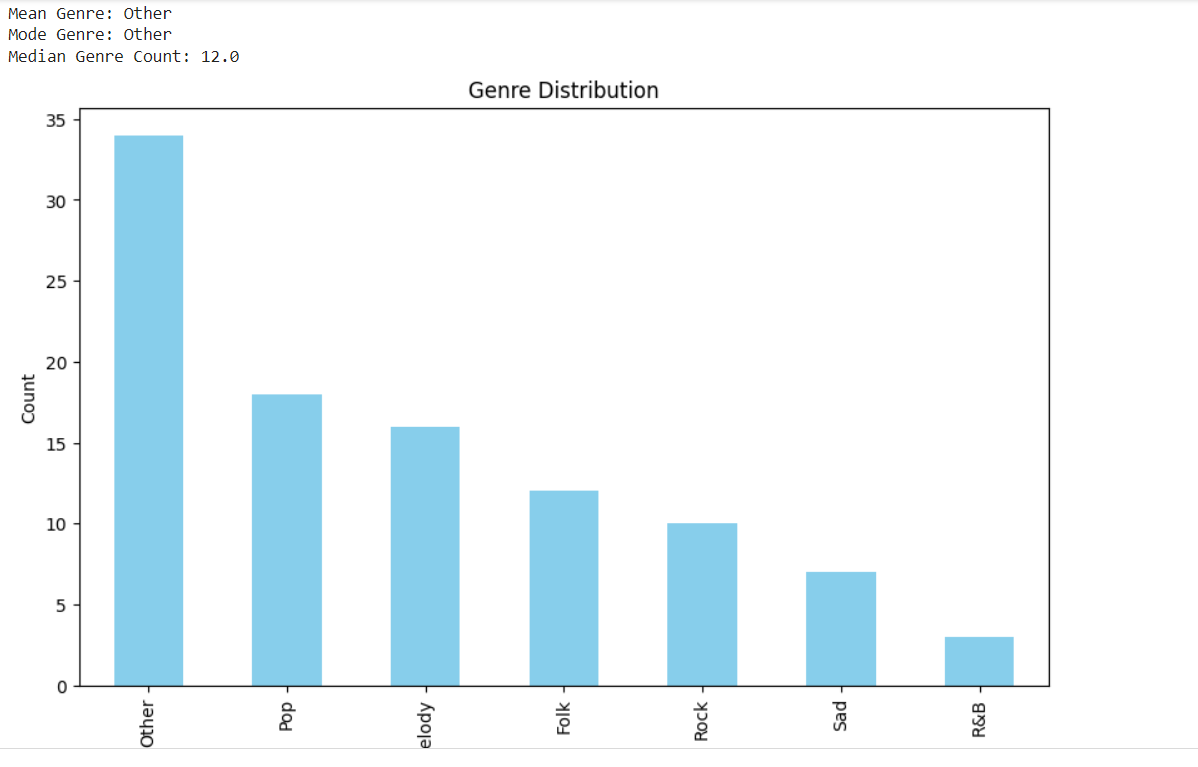 Mean Genre: Other
Mode Genre: Other
Median Genre Count: 12.0
Genre Distribution
35
30
25
20
15
10
5
0
Count
Other
Pop
elody
Folk
Rock
Sad
R&B